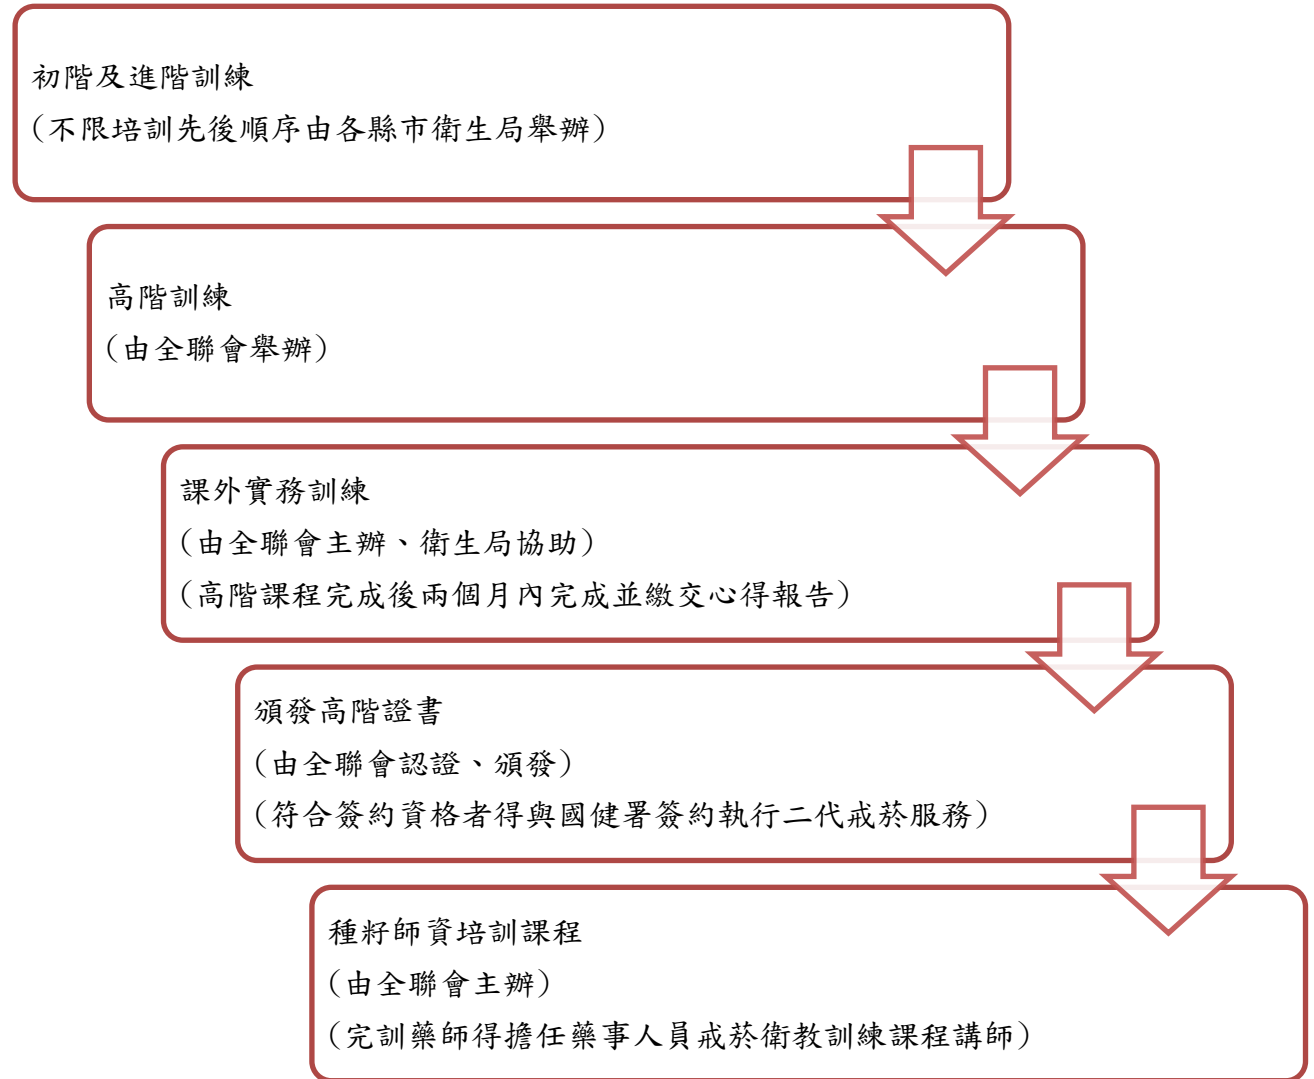 初階及進階訓練
(不限培訓先後順序由各縣市衛生局舉辦)
高階訓練
(由全聯會舉辦)
課外實務訓練
(由全聯會主辦、衛生局協助)
(高階課程完成後兩個月內完成並繳交心得報告)
頒發高階證書
(由全聯會認證、頒發)
(符合簽約資格者得與國健署簽約執行二代戒菸服務)
種籽師資培訓課程
(由全聯會主辦)
(完訓藥師得擔任藥事人員戒菸衛教訓練課程講師)